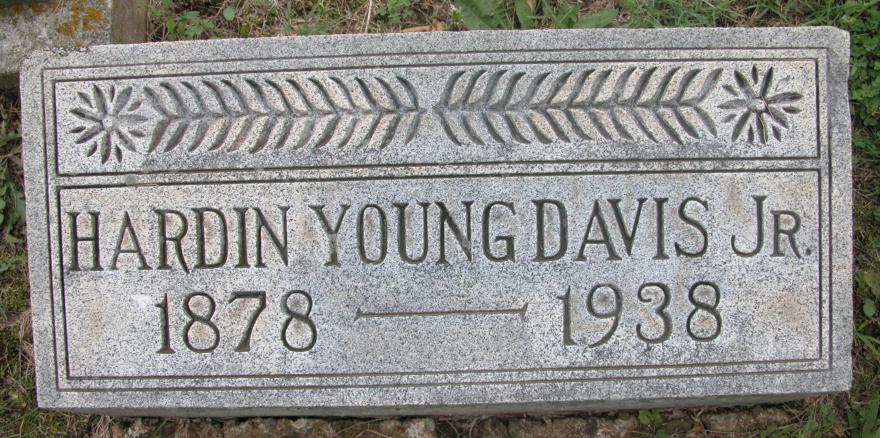 HARDIN YOUNG DAVIS JR.
1878 — 1938